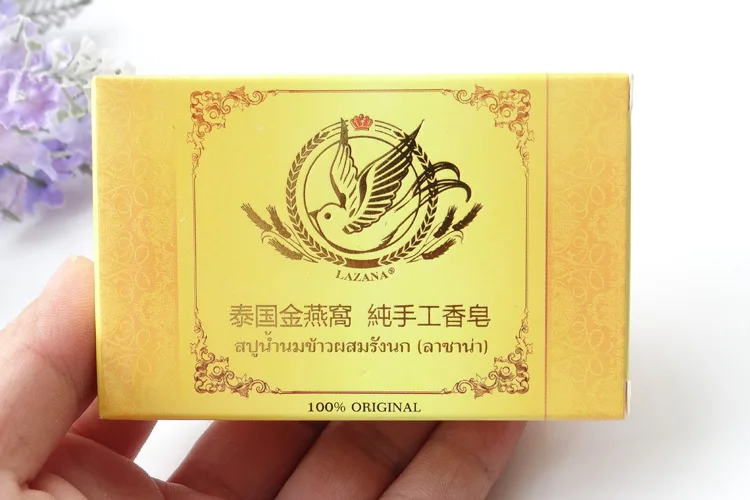 LAZANA®
泰国金燕窩 純手工香皂
สบู่น้ำนมข้าวผสมรังนก (ลาซาน่า)
100% ORIGINAL